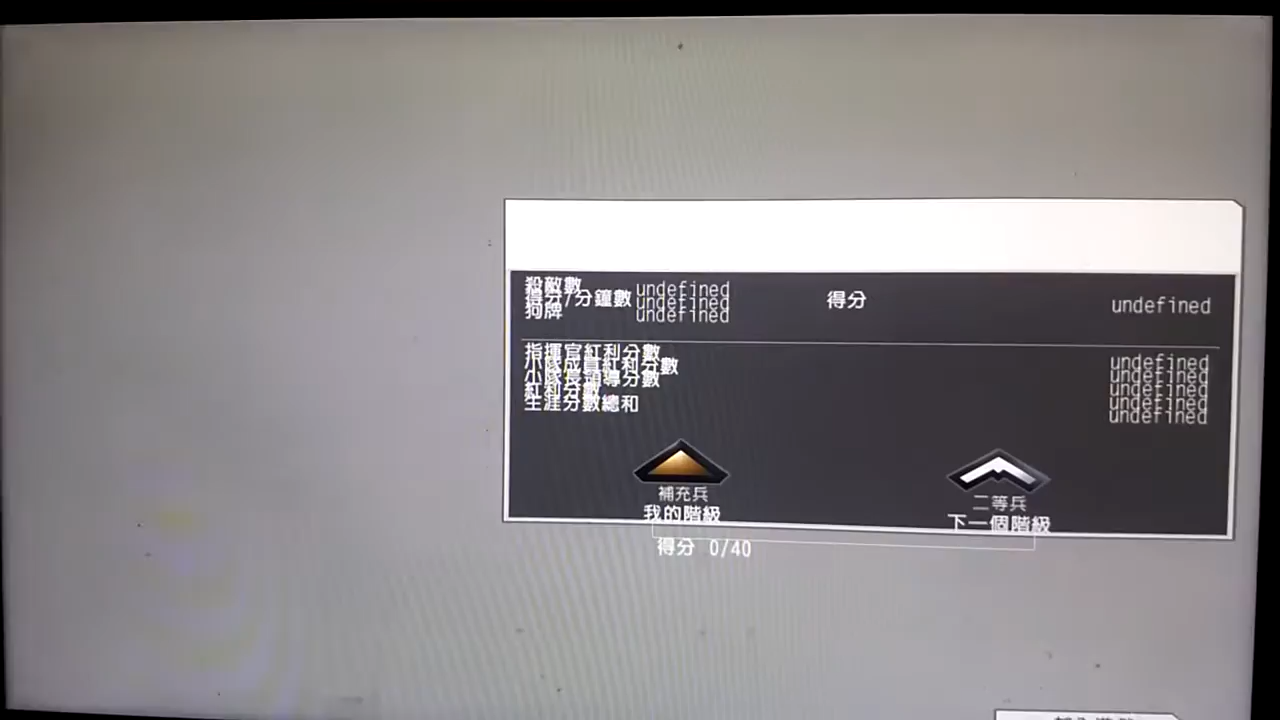 殺敵數 undefined
得分/分鐘數 undefined
狗牌 undefined
得分 undefined
指揮官紅利分數 undefined
小隊成員紅利分數 undefined
小隊長領導分數 undefined
紅利分數 undefined
生涯分數總和 undefined
補充兵
我的階級
二等兵
下一個階級
得分 0/40